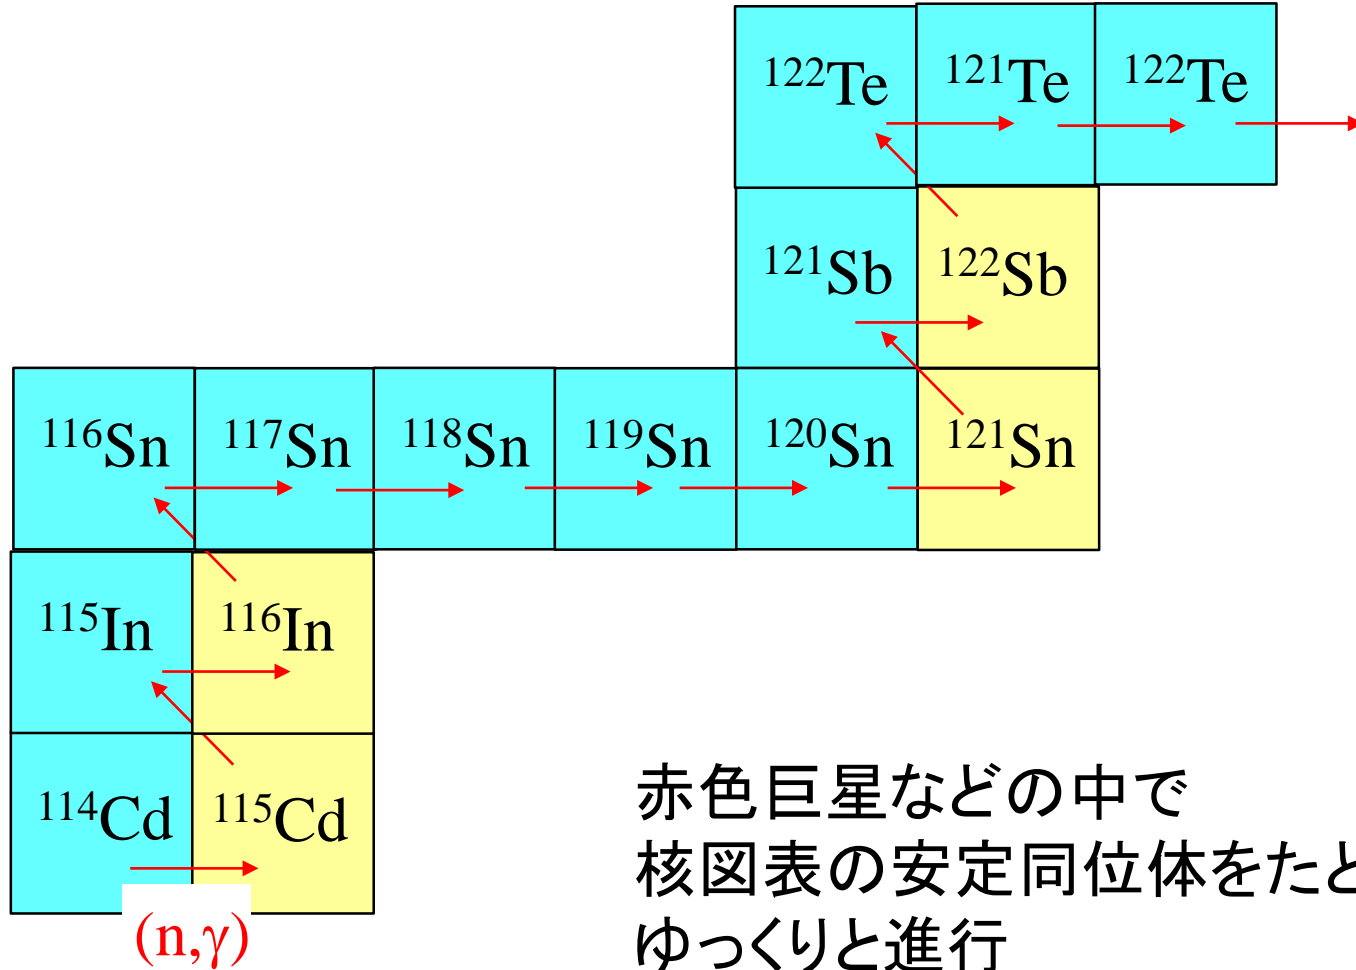 ¹²²Te ¹²¹Te ¹²²Te
¹²¹Sb ¹²²Sb
¹¹⁶Sn ¹¹⁷Sn ¹¹⁸Sn ¹¹⁹Sn ¹²⁰Sn ¹²¹Sn
¹¹⁵In ¹¹⁶In
¹¹⁴Cd ¹¹⁵Cd
(n,γ)
赤色巨星などの中で
核図表の安定同位体をたど
ゆっくりと進行